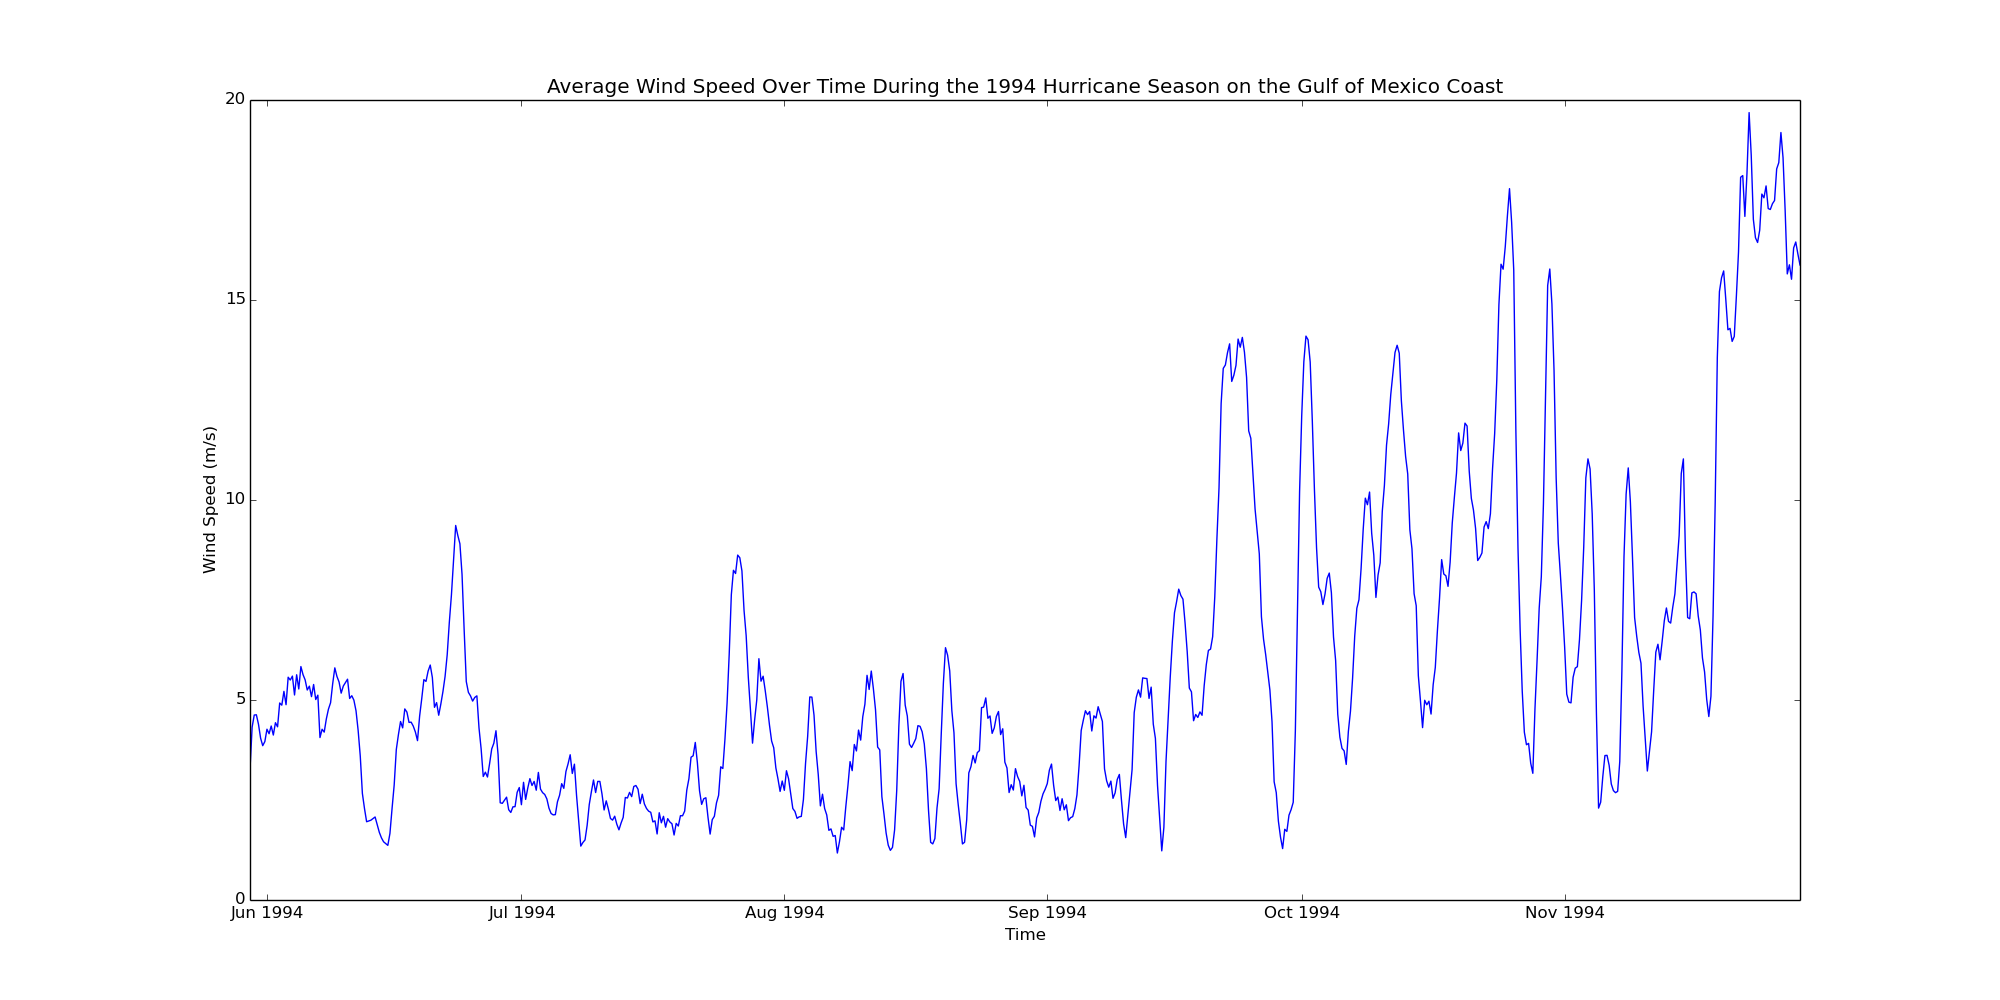 Average Wind Speed Over Time During the 1994 Hurricane Season on the Gulf of Mexico Coast
20
15
10
5
0
Wind Speed (m/s)
Jun 1994 Jul 1994 Aug 1994 Sep 1994 Oct 1994 Nov 1994
Time